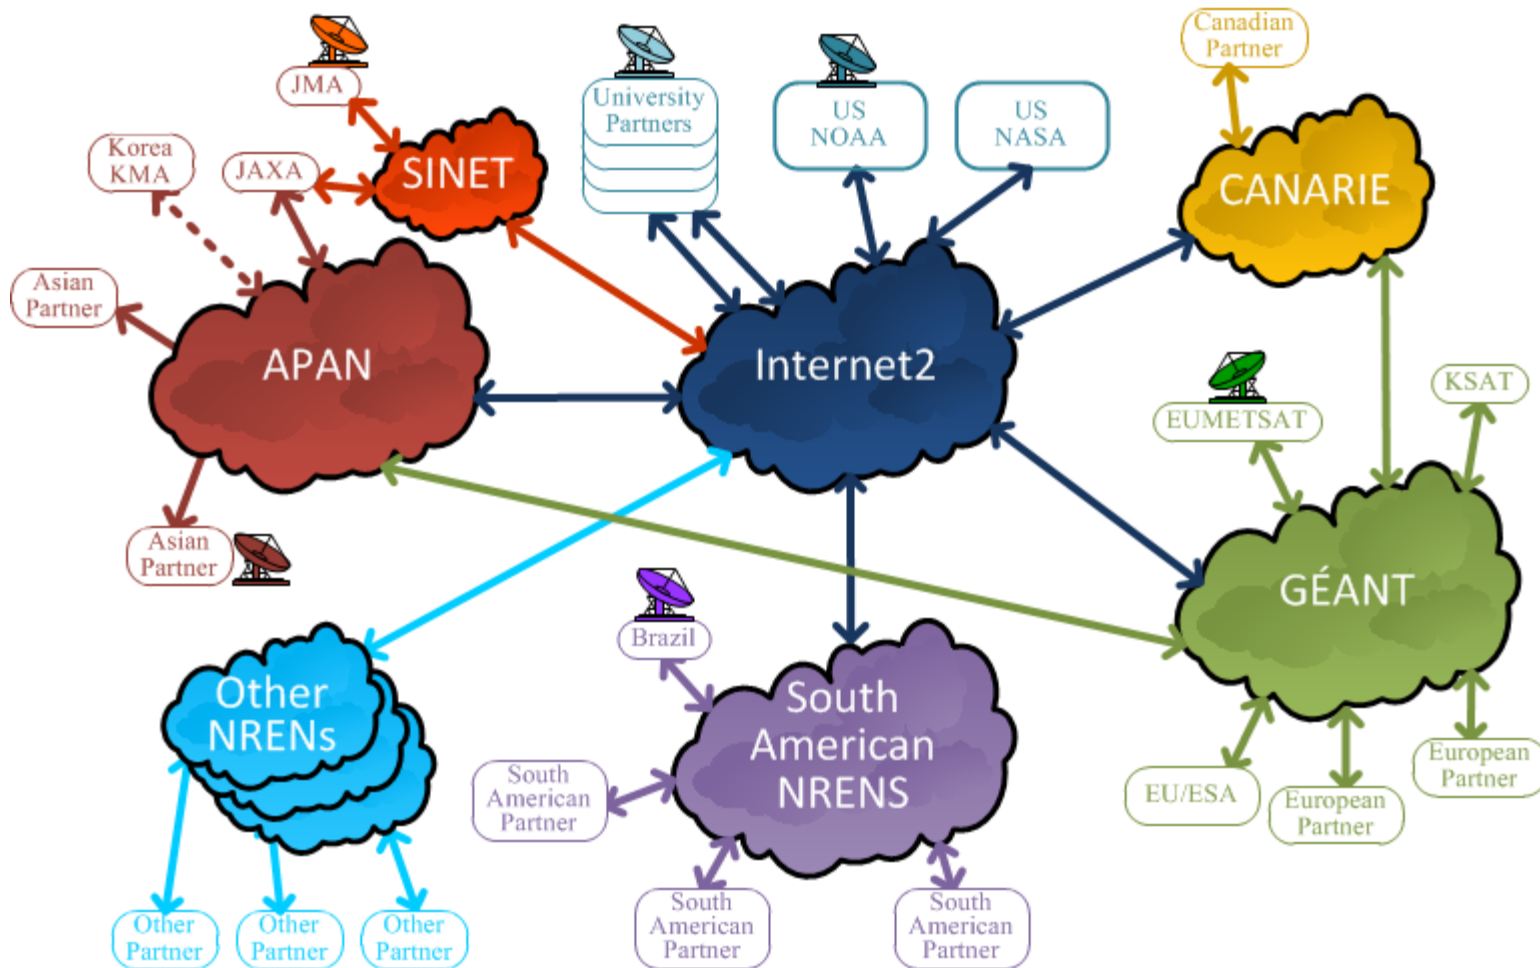 Canadian
Partner
JMA
University
Partners
US
NOAA
US
NASA
Korea
KMA
JAXA
SINET
CANARIE
Asian
Partner
APAN
Internet2
KSAT
EUMETSAT
Asian
Partner
GÉANT
Brazil
Other
NRENs
South
American
NRENS
South
American
Partner
EU/ESA
European
Partner
European
Partner
Other
Partner
Other
Partner
Other
Partner
South
American
Partner
South
American
Partner